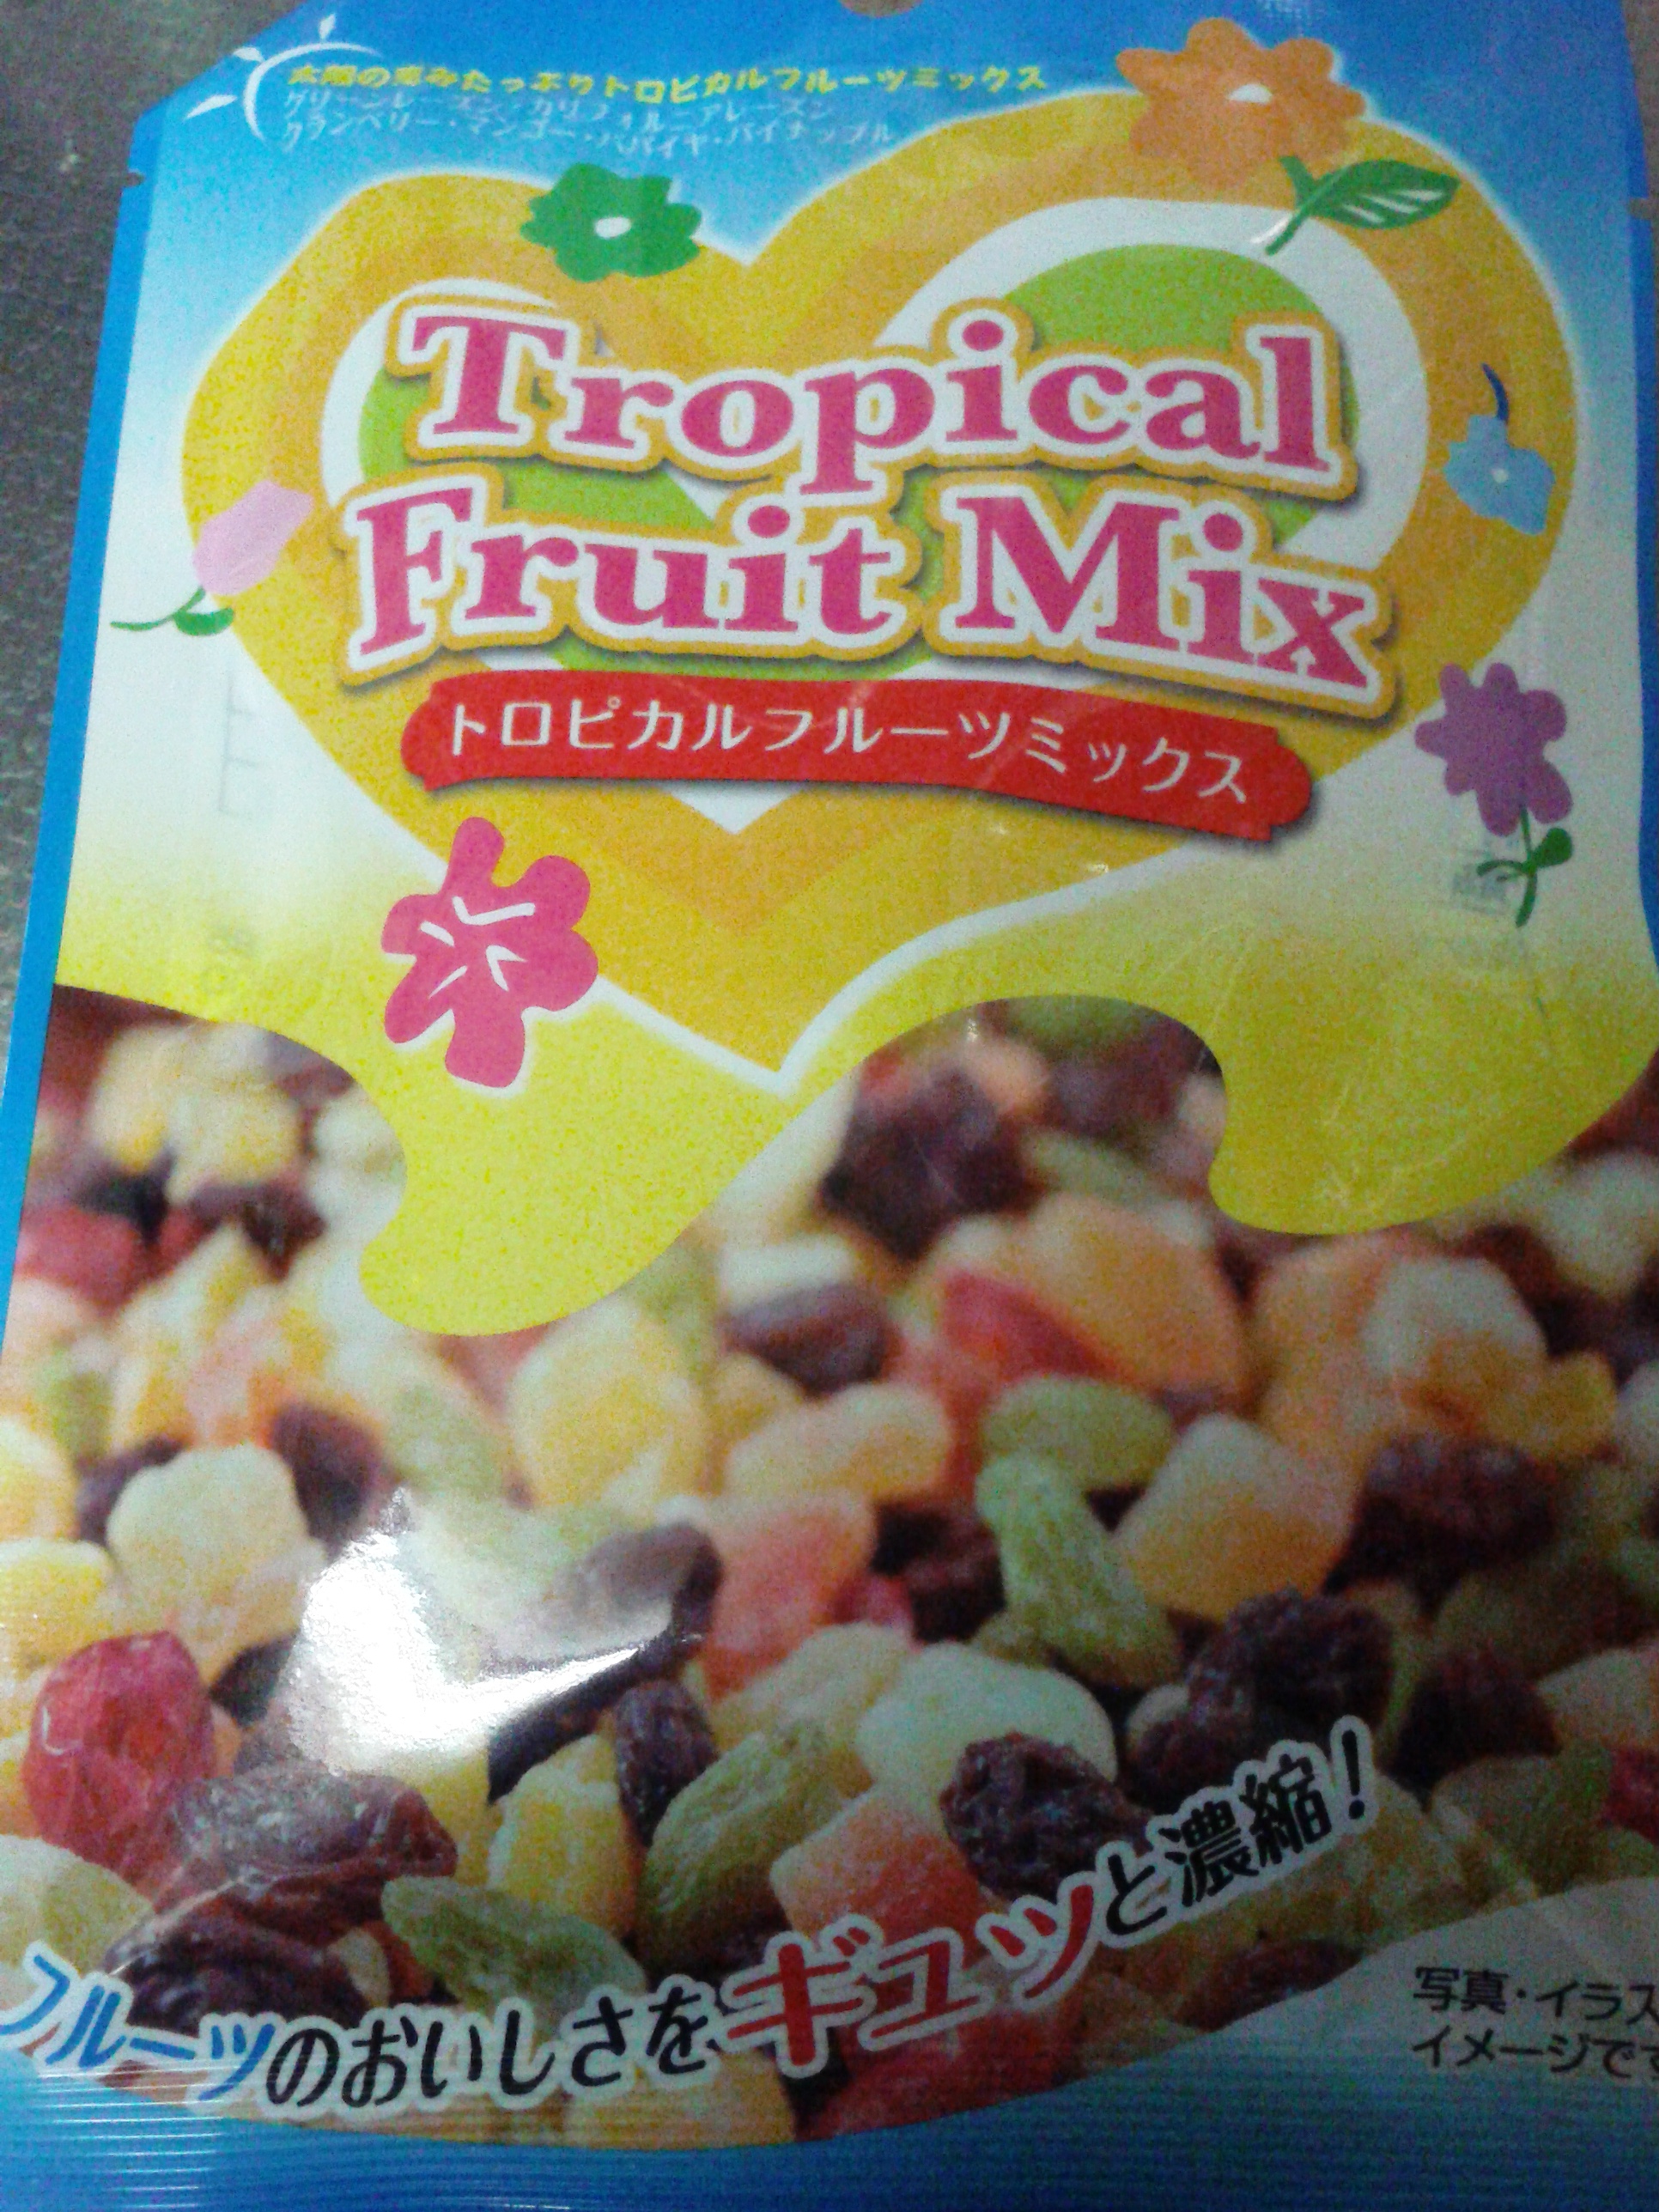 太陽の恵みたっぷりトロピカルフルーツミックス
グリーンレーズン・カリフォルニアレーズン
クランベリー・マンゴー・パパイヤ・パイナップル
Tropical
Fruit Mix
トロピカルフルーツミックス
フルーツのおいしさをギュッと濃縮!
写真・イラス
イメージです